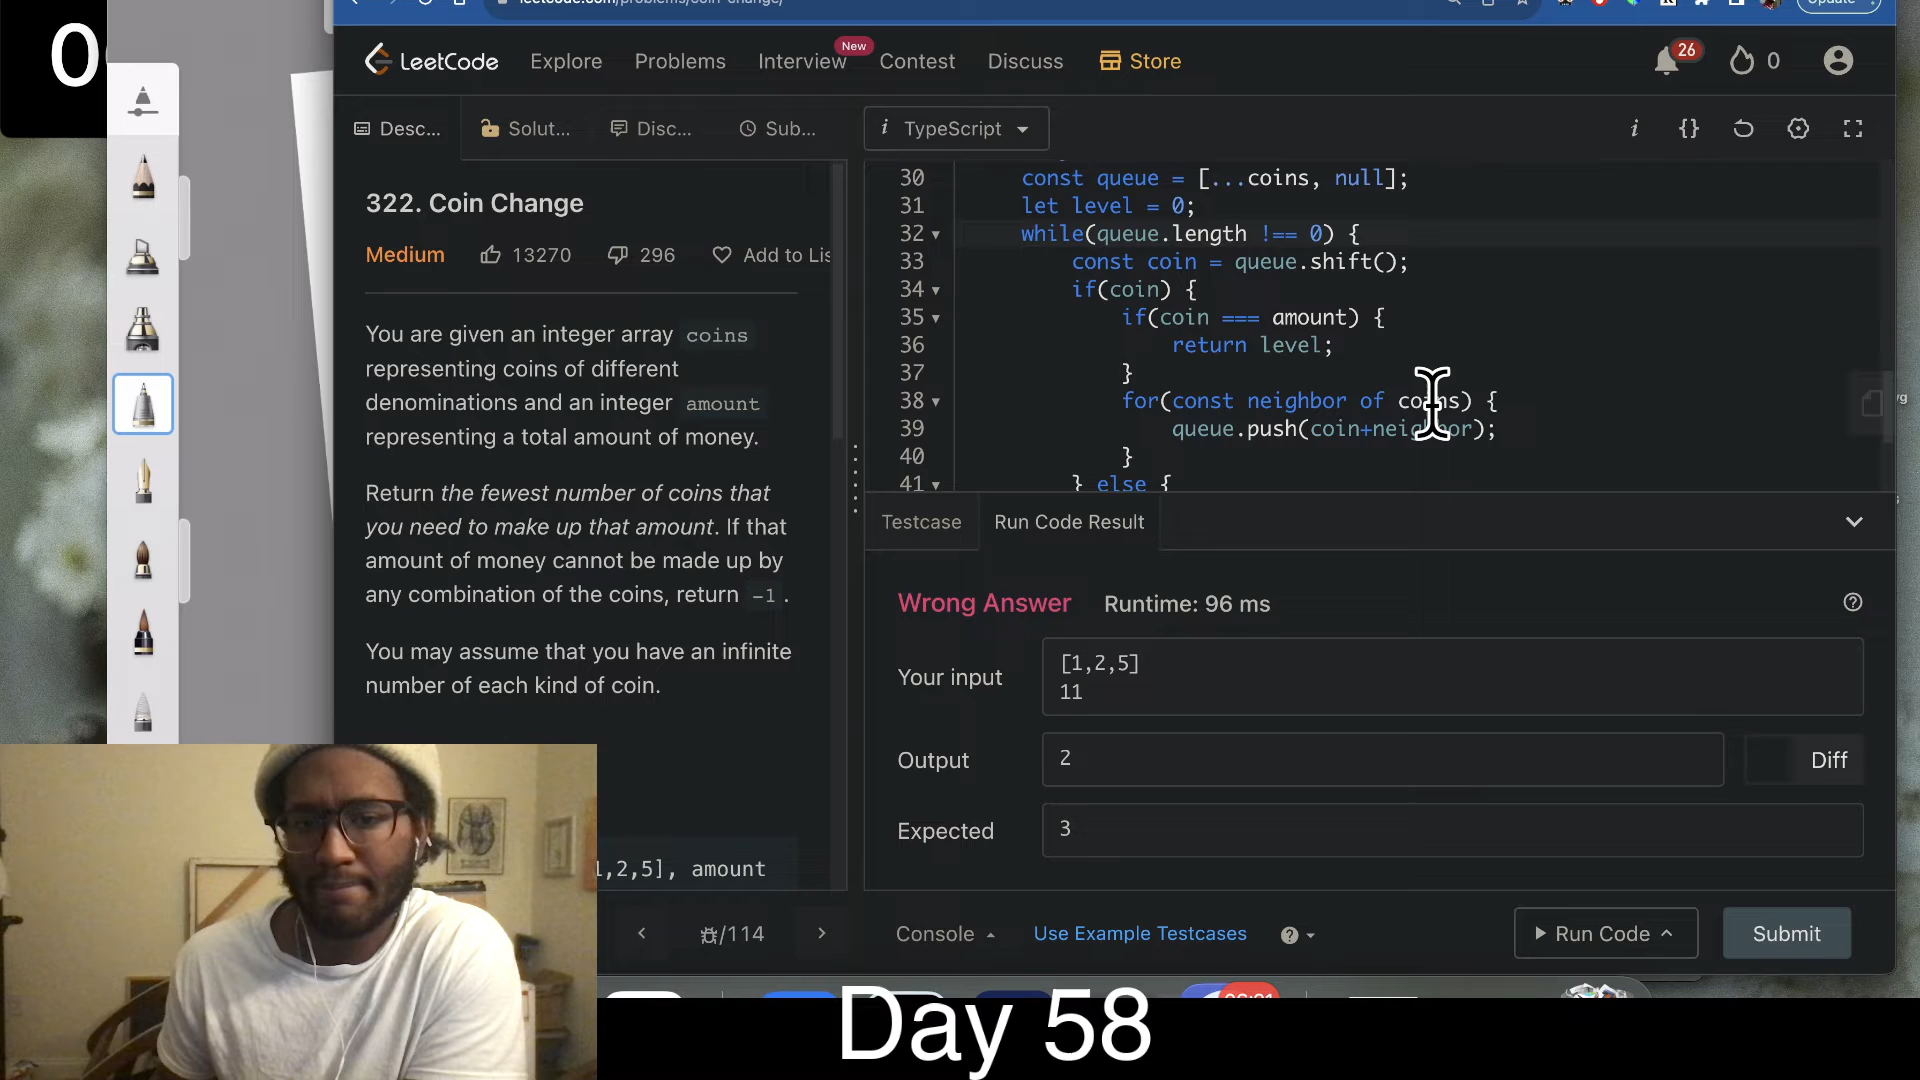 0
leetcode.com/problems/coin-change/
Update
LeetCode
Explore
Problems
Interview
New
Contest
Discuss
Store
26
0
Desc...
Solut...
Disc...
Sub...
i TypeScript
i
{}
322. Coin Change
Medium
13270
296
Add to Lis
You are given an integer array coins
representing coins of different
denominations and an integer amount
representing a total amount of money.
Return the fewest number of coins that
you need to make up that amount. If that
amount of money cannot be made up by
any combination of the coins, return -1.
You may assume that you have an infinite
number of each kind of coin.
1,2,5], amount
30 const queue = [...coins, null];
31 let level = 0;
32 while(queue.length !== 0) {
33 const coin = queue.shift();
34 if(coin) {
35 if(coin === amount) {
36 return level;
37 }
38 for(const neighbor of coins) {
39 queue.push(coin+neighbor);
40 }
41 } else {
Testcase
Run Code Result
Wrong Answer
Runtime: 96 ms
?
Your input
[1,2,5]
11
Output
2
Diff
Expected
3
/114
Console
Use Example Testcases
?
Run Code
Submit
Day 58